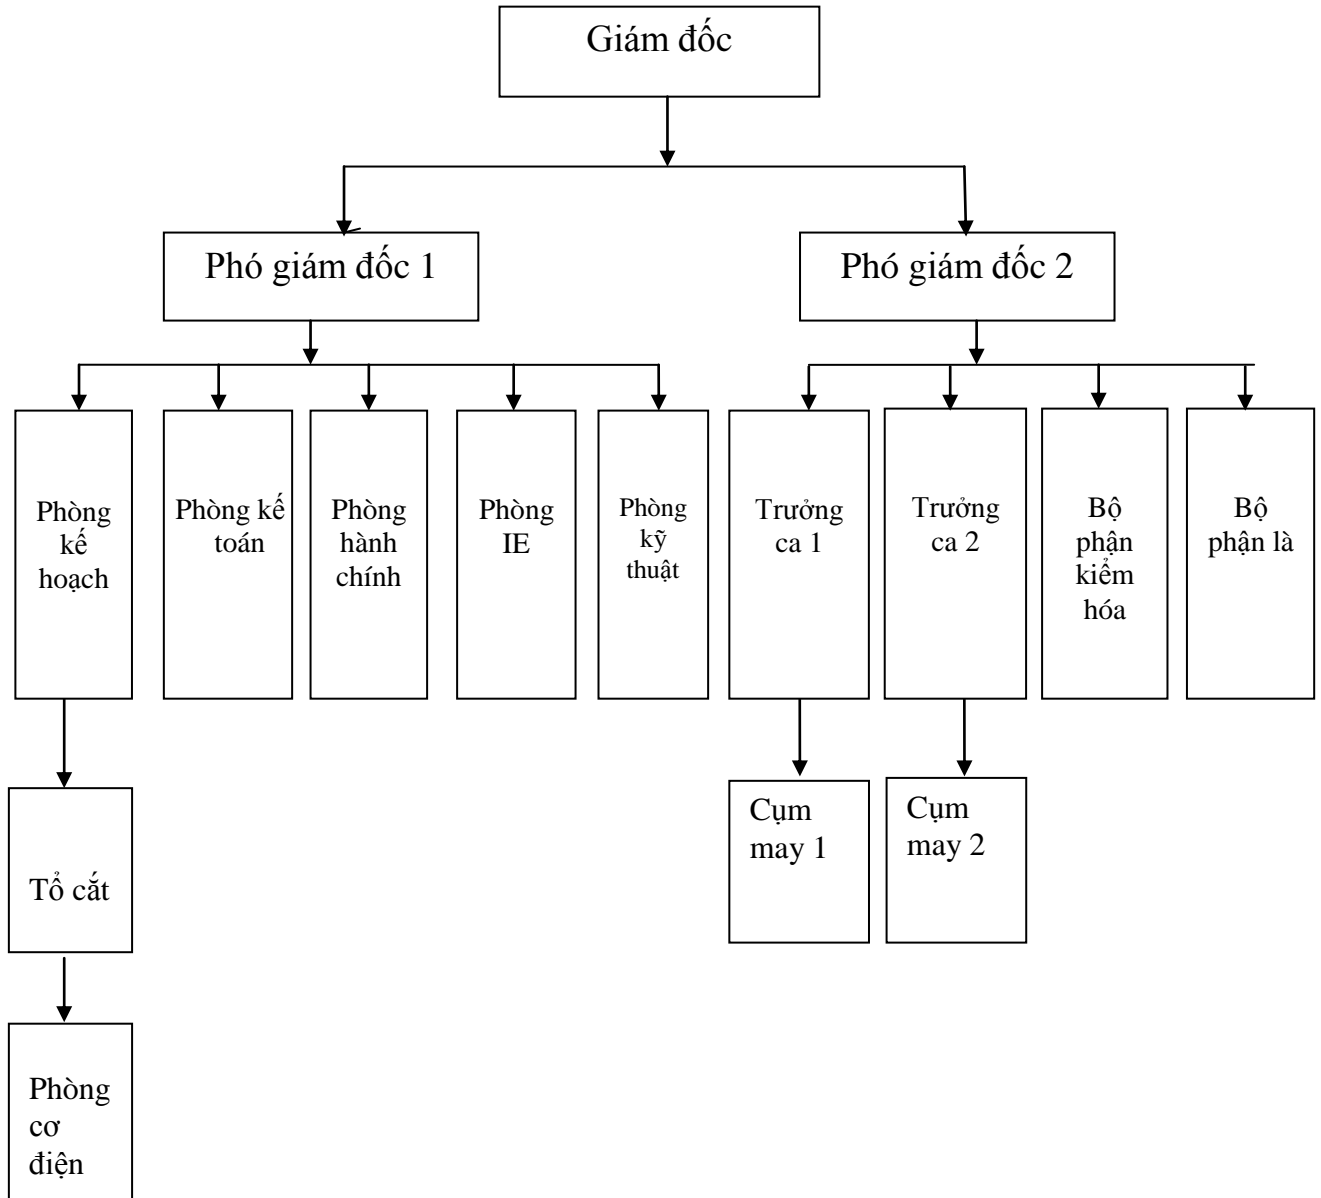 Giám đốc
Phó giám đốc 1
Phó giám đốc 2
Phòng
kế
hoạch
Phòng kế
toán
Phòng
hành
chính
Phòng
IE
Phòng
kỹ
thuật
Trưởng
ca 1
Trưởng
ca 2
Bộ
phận
kiểm
hóa
Bộ
phận là
Tổ cắt
Cụm
may 1
Cụm
may 2
Phòng
cơ
điện